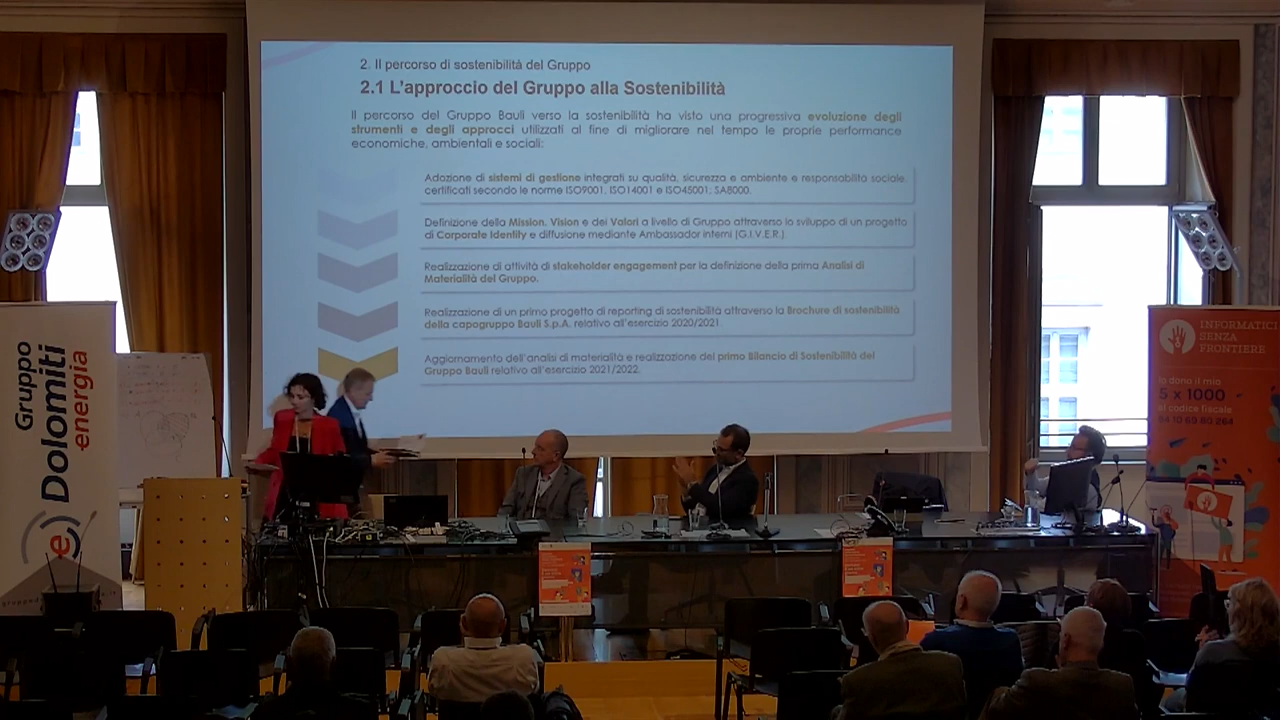 2. Il percorso di sostenibilità del Gruppo
2.1 L'approccio del Gruppo alla Sostenibilità
Il percorso del Gruppo Bauli verso la sostenibilità ha visto una progressiva evoluzione degli
strumenti e degli approcci utilizzati al fine di migliorare nel tempo le proprie performance
economiche, ambientali e sociali:
Adozione di sistemi di gestione integrati su qualità, sicurezza e ambiente e responsabilità sociale,
certificati secondo le norme ISO9001, ISO14001 e ISO45001; SA8000.
Definizione della Mission, Vision e dei Valori a livello di Gruppo attraverso lo sviluppo di un progetto
di Corporate Identity e diffusione mediante Ambassador interni (G.I.V.E.R.)
Realizzazione di attività di stakeholder engagement per la definizione della prima Analisi di
Materialità del Gruppo.
Realizzazione di un primo progetto di reporting di sostenibilità attraverso la Brochure di sostenibilità
della capogruppo Bauli S.p.A. relativo all'esercizio 2020/2021.
Aggiornamento dell'analisi di materialità e realizzazione del primo Bilancio di Sostenibilità del
Gruppo Bauli relativo all'esercizio 2021/2022.
Gruppo
Dolomiti
energia
INFORMATICI
SENZA
FRONTIERE
Io dono il mio
5 x 1000
al codice fiscale